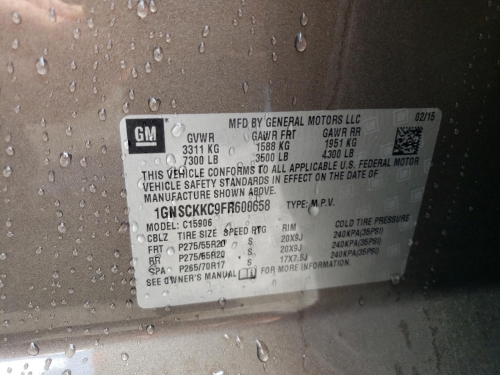 GM
MFD BY GENERAL MOTORS LLC 02/15
GVWR GAWR FRT GAWR RR
3311 KG 1588 KG 1951 KG
7300 LB 3500 LB 4300 LB
THIS VEHICLE CONFORMS TO ALL APPLICABLE U.S. FEDERAL MOTOR
VEHICLE SAFETY STANDARDS IN EFFECT ON THE DATE OF
MANUFACTURE SHOWN ABOVE.
1GNSCKKC9FR600658 TYPE: M.P.V.
MODEL: C15906
CBLZ TIRE SIZE SPEED RTG RIM COLD TIRE PRESSURE
FRT P275/55R20 S 20X9J 240KPA(35PSI)
RR P275/55R20 S 20X9J 240KPA(35PSI)
SPA P265/70R17 S 17X7.5J 240KPA(35PSI)
SEE OWNER'S MANUAL FOR MORE INFORMATION.